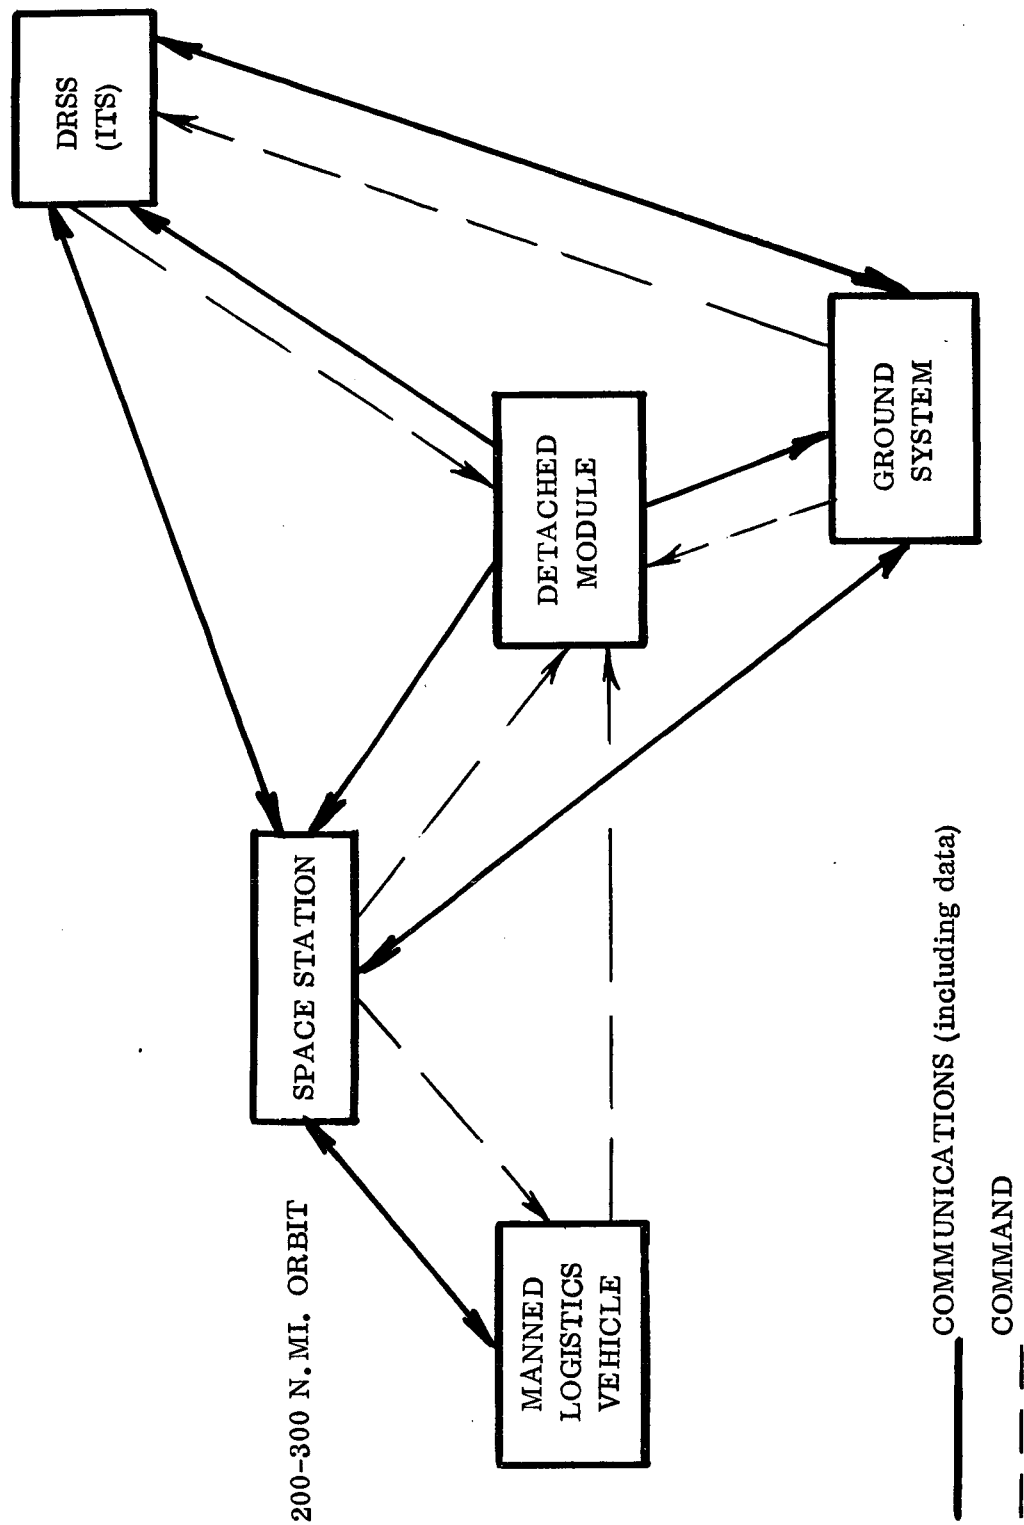 DRSS
(ITS)
200-300 N. MI. ORBIT
SPACE STATION
MANNED
LOGISTICS
VEHICLE
DETACHED
MODULE
GROUND
SYSTEM
COMMUNICATIONS (including data)
COMMAND